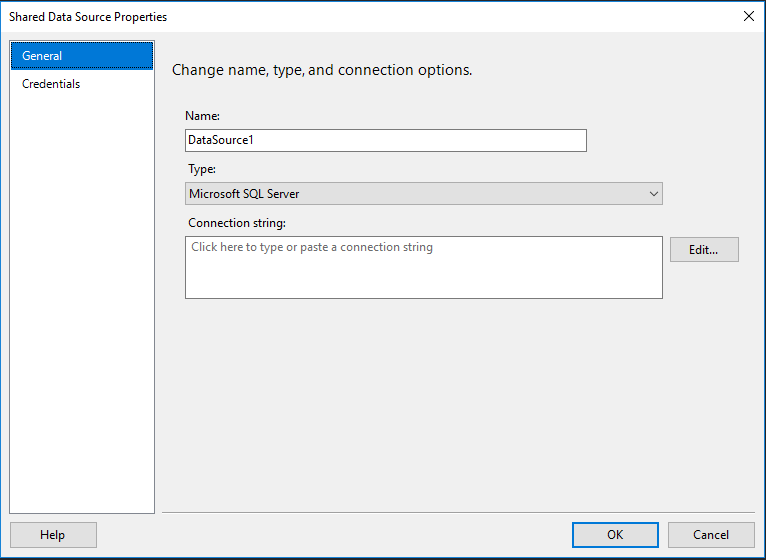 Shared Data Source Properties
General
Credentials
Change name, type, and connection options.
Name:
DataSource1
Type:
Microsoft SQL Server
Connection string:
Click here to type or paste a connection string
Edit...
Help
OK
Cancel